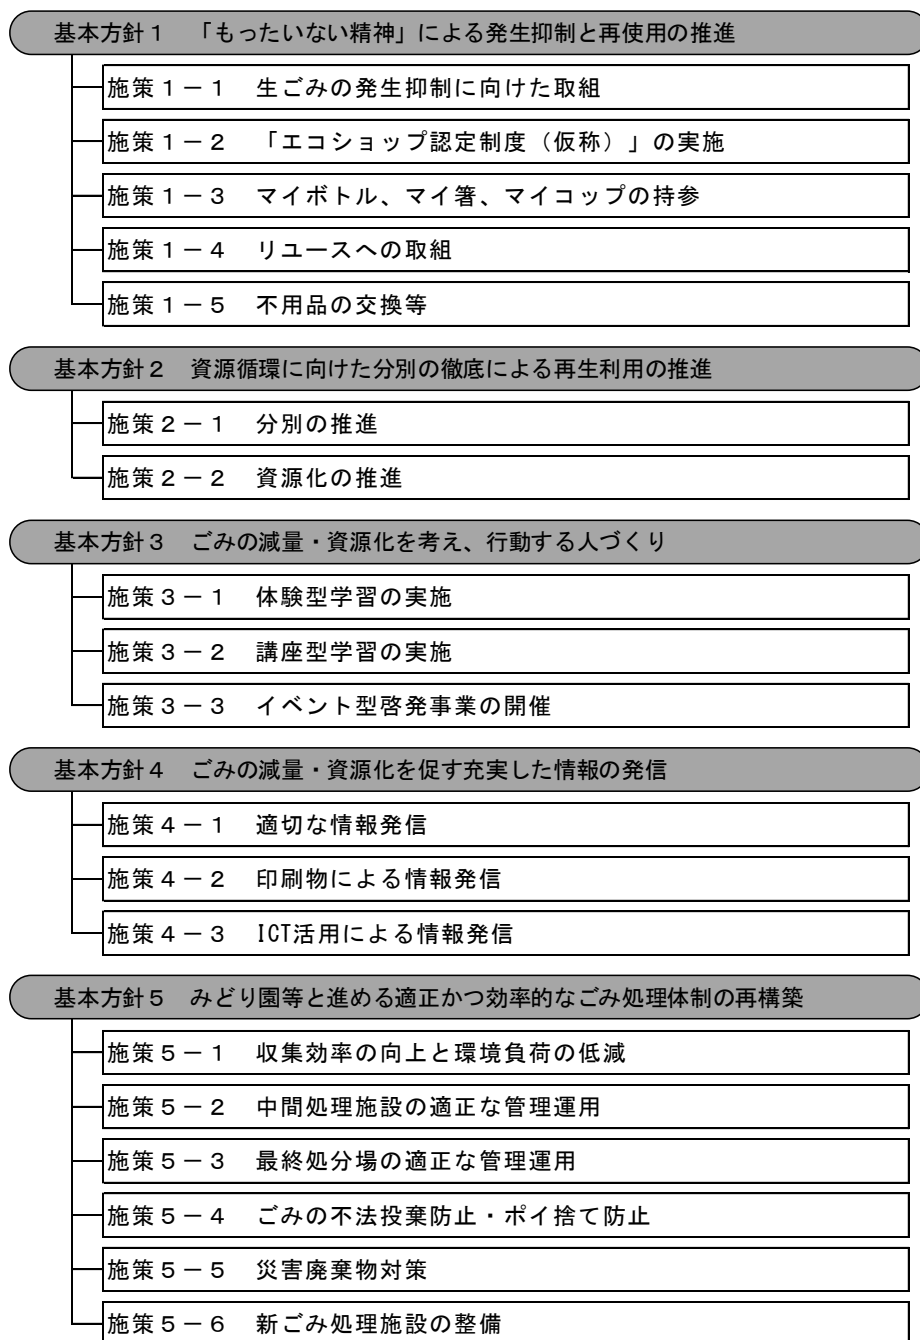 基本方針１　「もったいない精神」による発生抑制と再使用の推進
施策１－１　生ごみの発生抑制に向けた取組
施策１－２　「エコショップ認定制度（仮称）」の実施
施策１－３　マイボトル、マイ箸、マイコップの持参
施策１－４　リユースへの取組
施策１－５　不用品の交換等
基本方針２　資源循環に向けた分別の徹底による再生利用の推進
施策２－１　分別の推進
施策２－２　資源化の推進
基本方針３　ごみの減量・資源化を考え、行動する人づくり
施策３－１　体験型学習の実施
施策３－２　講座型学習の実施
施策３－３　イベント型啓発事業の開催
基本方針４　ごみの減量・資源化を促す充実した情報の発信
施策４－１　適切な情報発信
施策４－２　印刷物による情報発信
施策４－３　ICT活用による情報発信
基本方針５　みどり園等と進める適正かつ効率的なごみ処理体制の再構築
施策５－１　収集効率の向上と環境負荷の低減
施策５－２　中間処理施設の適正な管理運用
施策５－３　最終処分場の適正な管理運用
施策５－４　ごみの不法投棄防止・ポイ捨て防止
施策５－５　災害廃棄物対策
施策５－６　新ごみ処理施設の整備